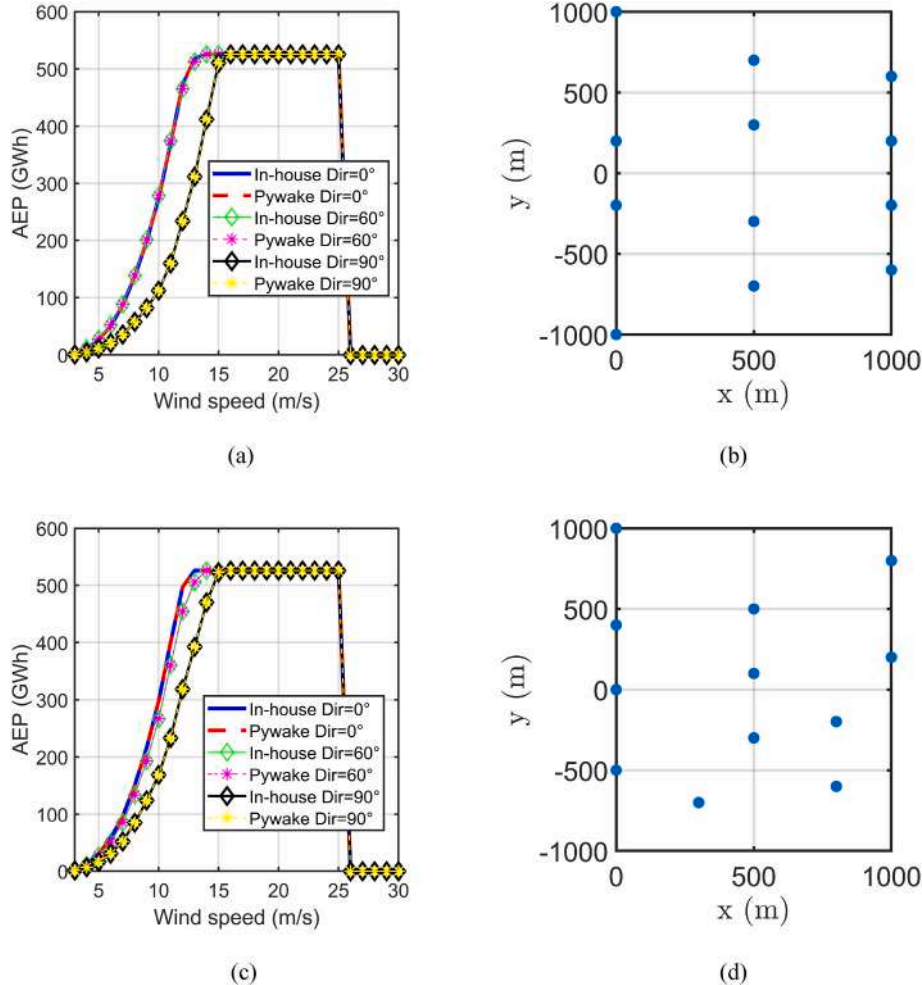 600
500
400
300
200
100
0
AEP (GWh)
5 10 15 20 25 30
Wind speed (m/s)
In-house Dir=0°
Pywake Dir=0°
In-house Dir=60°
Pywake Dir=60°
In-house Dir=90°
Pywake Dir=90°
(a)
1000
500
0
-500
-1000
y (m)
0 500 1000
x (m)
(b)
600
500
400
300
200
100
0
AEP (GWh)
5 10 15 20 25 30
Wind speed (m/s)
In-house Dir=0°
Pywake Dir=0°
In-house Dir=60°
Pywake Dir=60°
In-house Dir=90°
Pywake Dir=90°
(c)
1000
500
0
-500
-1000
y (m)
0 500 1000
x (m)
(d)